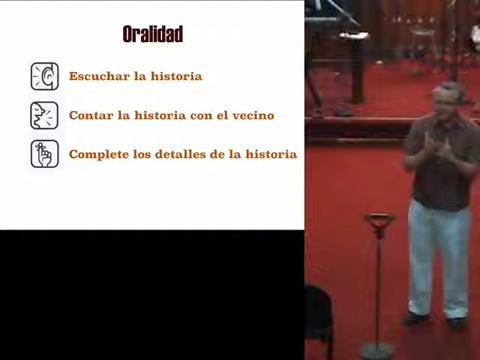 Oralidad
Escuchar la historia
Contar la historia con el vecino
Complete los detalles de la historia